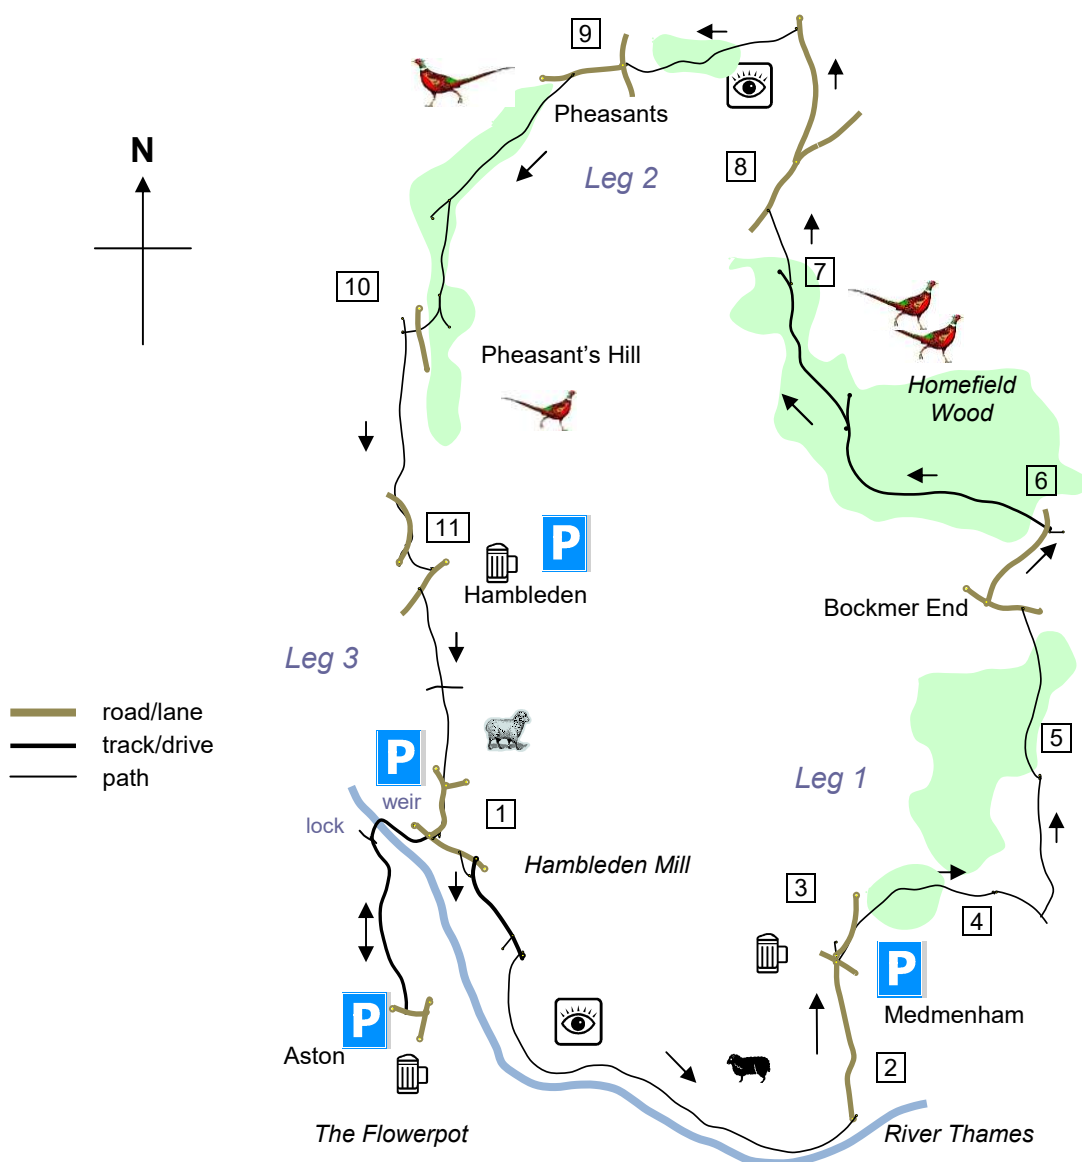 9
Pheasants
N
Leg 2
8
7
10
Pheasant's Hill
Homefield
Wood
6
11
P
Hambleden
Bockmer End
Leg 3
road/lane
track/drive
path
5
P
Leg 1
weir
lock
1
Hambleden Mill
3
4
P
Medmenham
P
Aston
2
The Flowerpot
River Thames